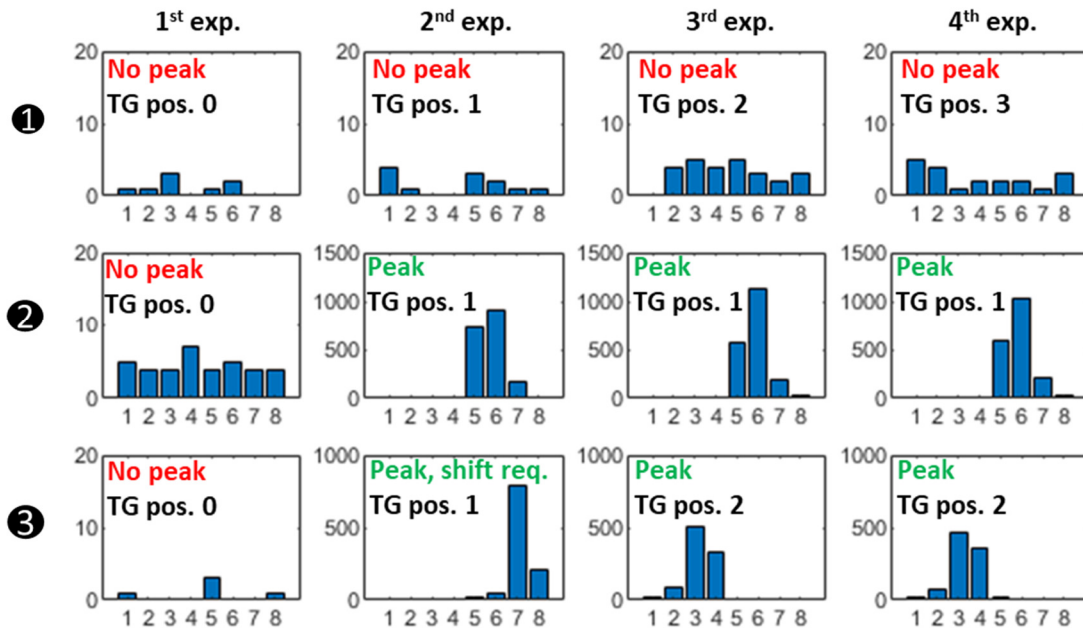 1st exp. 2nd exp. 3rd exp. 4th exp.
❶
20
10
0
No peak
TG pos. 0
1 2 3 4 5 6 7 8
20
10
0
No peak
TG pos. 1
1 2 3 4 5 6 7 8
20
10
0
No peak
TG pos. 2
1 2 3 4 5 6 7 8
20
10
0
No peak
TG pos. 3
1 2 3 4 5 6 7 8
❷
20
10
0
No peak
TG pos. 0
1 2 3 4 5 6 7 8
1500
1000
500
0
Peak
TG pos. 1
1 2 3 4 5 6 7 8
1500
1000
500
0
Peak
TG pos. 1
1 2 3 4 5 6 7 8
1500
1000
500
0
Peak
TG pos. 1
1 2 3 4 5 6 7 8
❸
20
10
0
No peak
TG pos. 0
1 2 3 4 5 6 7 8
1000
500
0
Peak, shift req.
TG pos. 1
1 2 3 4 5 6 7 8
1000
500
0
Peak
TG pos. 2
1 2 3 4 5 6 7 8
1000
500
0
Peak
TG pos. 2
1 2 3 4 5 6 7 8